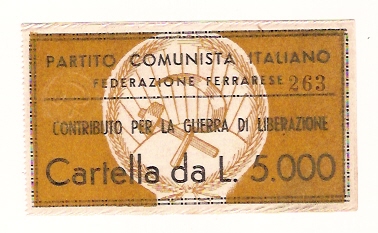 PARTITO COMUNISTA ITALIANO
FEDERAZIONE FERRARESE 263
CONTRIBUTO PER LA GUERRA DI LIBERAZIONE
Cartella da L. 5.000